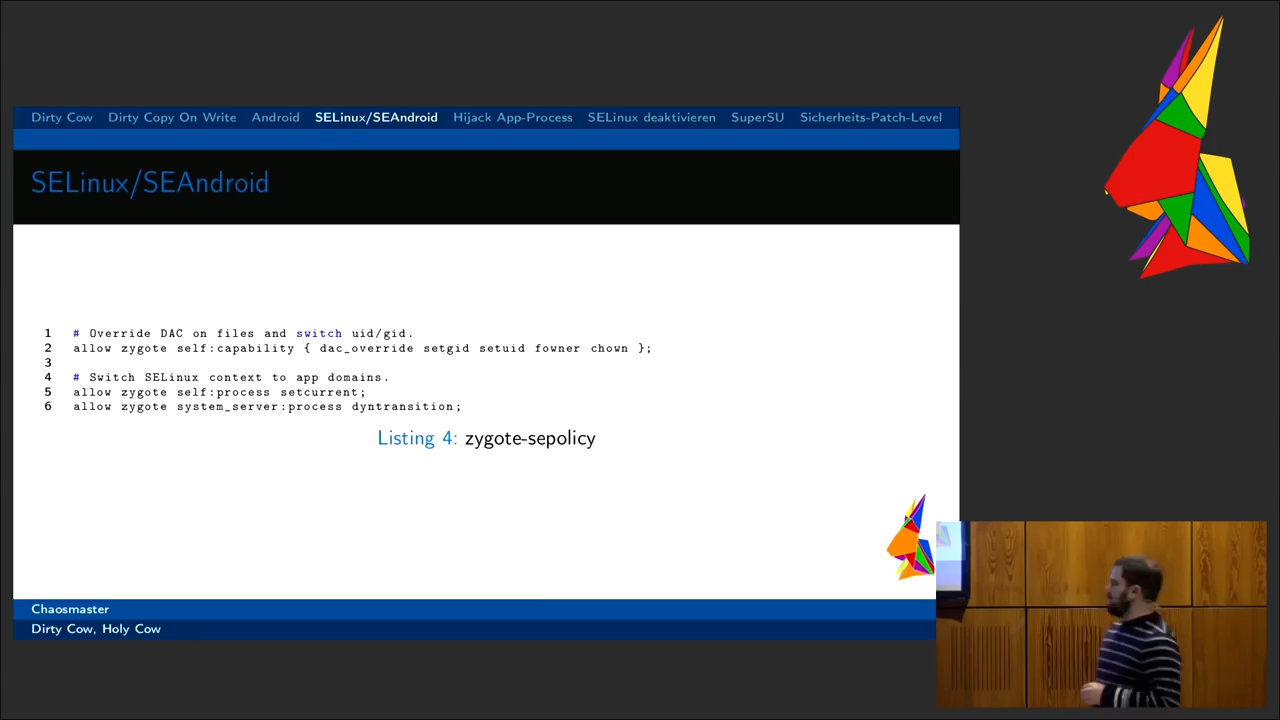 Dirty Cow Dirty Copy On Write Android SELinux/SEAndroid Hijack App-Process SELinux deaktivieren SuperSU Sicherheits-Patch-Level
SELinux/SEAndroid
1 # Override DAC on files and switch uid/gid.
2 allow zygote self:capability { dac_override setgid setuid fowner chown };
3
4 # Switch SELinux context to app domains.
5 allow zygote self:process setcurrent;
6 allow zygote system_server:process dyntransition;
Listing 4: zygote-sepolicy
Chaosmaster
Dirty Cow, Holy Cow